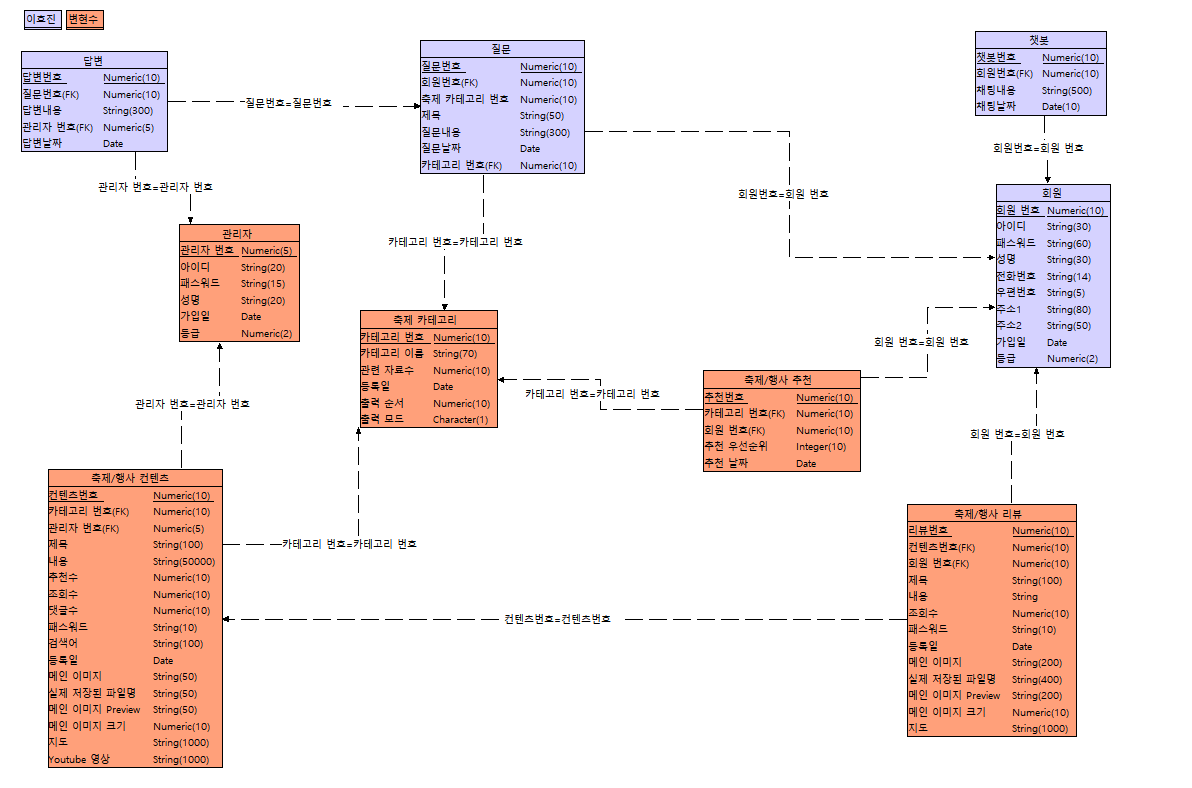 이효진 변현수
답변
답변번호 Numeric(10)
질문번호(FK) Numeric(10)
답변내용 String(300)
관리자 번호(FK) Numeric(5)
답변날짜 Date
질문번호=질문번호
질문
질문번호 Numeric(10)
회원번호(FK) Numeric(10)
축제 카테고리 번호 Numeric(10)
제목 String(50)
질문내용 String(300)
질문날짜 Date
카테고리 번호(FK) Numeric(10)
챗봇
챗봇번호 Numeric(10)
회원번호(FK) Numeric(10)
채팅내용 String(500)
채팅날짜 Date(10)
회원번호=회원 번호
관리자 번호=관리자 번호
회원번호=회원 번호
카테고리 번호=카테고리 번호
관리자
관리자 번호 Numeric(5)
아이디 String(20)
패스워드 String(15)
성명 String(20)
가입일 Date
등급 Numeric(2)
회원
회원 번호 Numeric(10)
아이디 String(30)
패스워드 String(60)
성명 String(30)
전화번호 String(14)
우편번호 String(5)
주소1 String(80)
주소2 String(50)
가입일 Date
등급 Numeric(2)
축제 카테고리
카테고리 번호 Numeric(10)
카테고리 이름 String(70)
관련 자료수 Numeric(10)
등록일 Date
출력 순서 Numeric(10)
출력 모드 Character(1)
회원 번호=회원 번호
카테고리 번호=카테고리 번호
축제/행사 추천
추천번호 Numeric(10)
카테고리 번호(FK) Numeric(10)
회원 번호(FK) Numeric(10)
추천 우선순위 Integer(10)
추천 날짜 Date
관리자 번호=관리자 번호
회원 번호=회원 번호
축제/행사 컨텐츠
컨텐츠번호 Numeric(10)
카테고리 번호(FK) Numeric(10)
관리자 번호(FK) Numeric(5)
제목 String(100)
내용 String(50000)
추천수 Numeric(10)
조회수 Numeric(10)
댓글수 Numeric(10)
패스워드 String(10)
검색어 String(100)
등록일 Date
메인 이미지 String(50)
실제 저장된 파일명 String(50)
메인 이미지 Preview String(50)
메인 이미지 크기 Numeric(10)
지도 String(1000)
Youtube 영상 String(1000)
카테고리 번호=카테고리 번호
컨텐츠번호=컨텐츠번호
축제/행사 리뷰
리뷰번호 Numeric(10)
컨텐츠번호(FK) Numeric(10)
회원 번호(FK) Numeric(10)
제목 String(100)
내용 String
조회수 Numeric(10)
패스워드 String(10)
등록일 Date
메인 이미지 String(200)
실제 저장된 파일명 String(400)
메인 이미지 Preview String(200)
메인 이미지 크기 Numeric(10)
지도 String(1000)